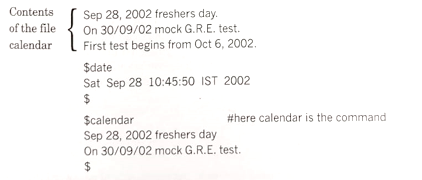 Contents of the file calendar
Sep 28, 2002 freshers day.
On 30/09/02 mock G.R.E. test.
First test begins from Oct 6, 2002.
$date
Sat Sep 28 10:45:50 IST 2002
$
$calendar #here calendar is the command
Sep 28, 2002 freshers day
On 30/09/02 mock G.R.E. test.
$